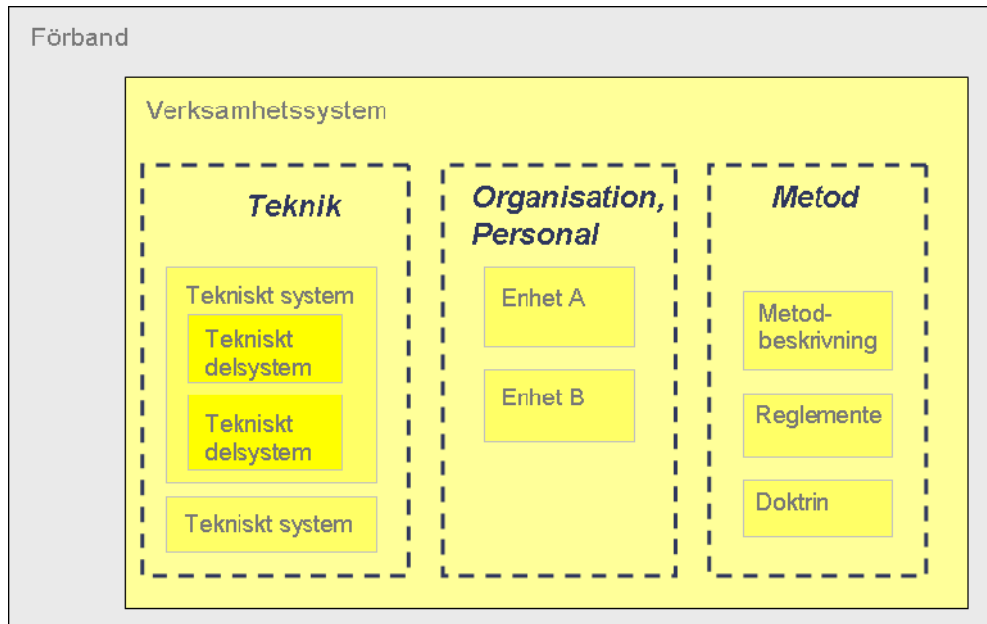 Förband
Verksamhetssystem
Teknik
Tekniskt system
Tekniskt
delsystem
Tekniskt
delsystem
Tekniskt system
Organisation,
Personal
Enhet A
Enhet B
Metod
Metod-
beskrivning
Reglemente
Doktrin